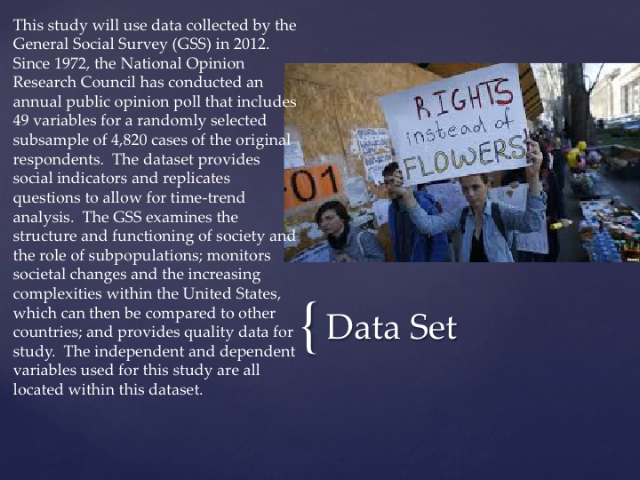 This study will use data collected by the
General Social Survey (GSS) in 2012.
Since 1972, the National Opinion
Research Council has conducted an
annual public opinion poll that includes
49 variables for a randomly selected
subsample of 4,820 cases of the original
respondents. The dataset provides
social indicators and replicates
questions to allow for time-trend
analysis. The GSS examines the
structure and functioning of society and
the role of subpopulations; monitors
societal changes and the increasing
complexities within the United States,
which can then be compared to other
countries; and provides quality data for
study. The independent and dependent
variables used for this study are all
located within this dataset.
RIGHTS
instead of
FLOWERS
01
{ Data Set